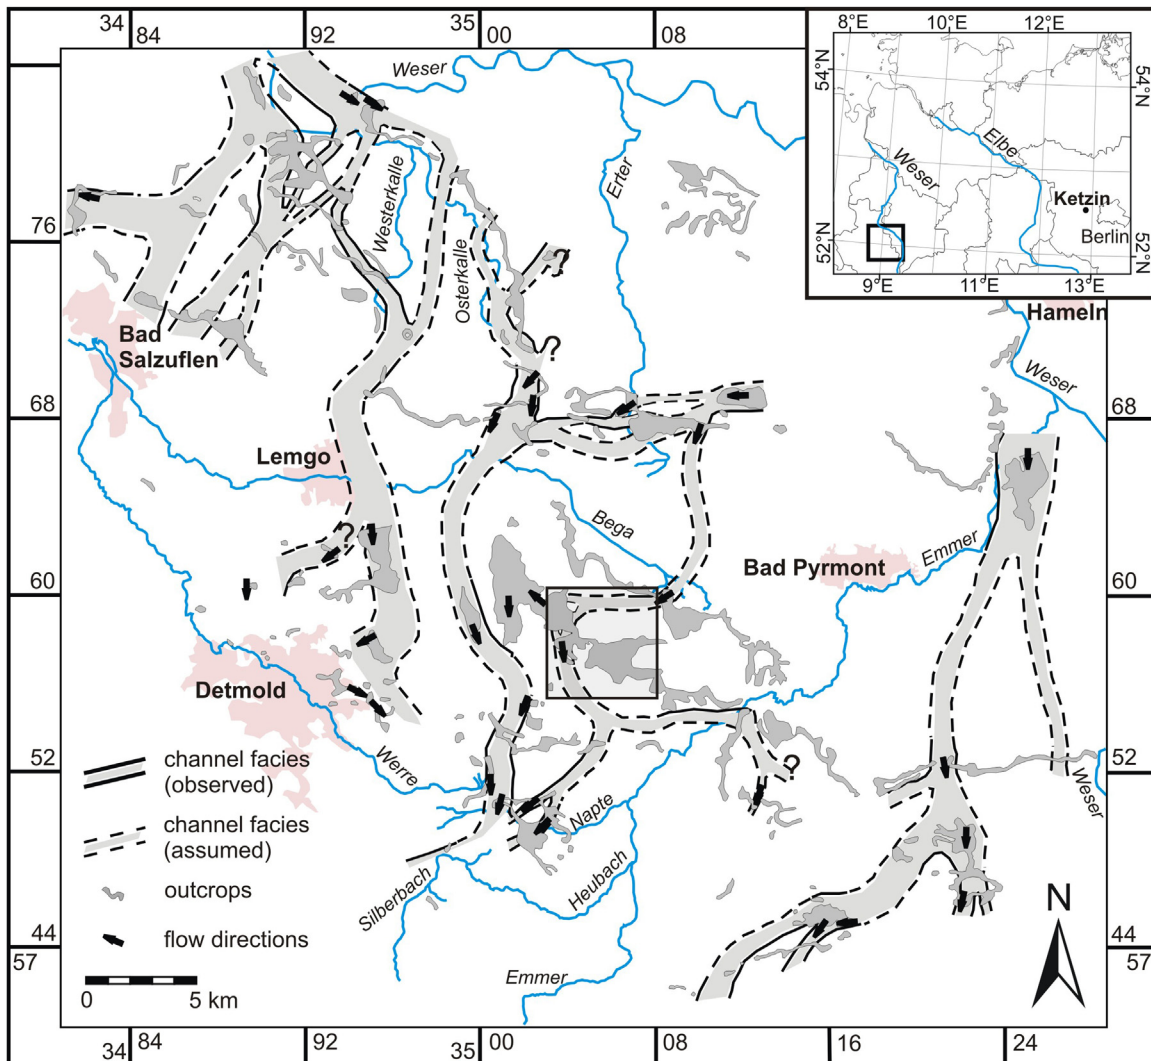 34
84
92
35
00
08
8°E
10°E
12°E
54°N
54°N
Elbe
Weser
Ketzin
Berlin
52°N
52°N
9°E
11°E
13°E
Weser
Erter
Westerkalle
Osterkalle
76
?
?
Bad
Salzuflen
Hameln
Weser
68
68
Lemgo
Bega
?
Emmer
Bad Pyrmont
60
60
Detmold
52
52
channel facies
(observed)
Werre
?
Weser
channel facies
(assumed)
Napte
outcrops
Silberbach
Heubach
flow directions
N
44
44
57
57
Emmer
0
5 km
34
84
92
35
00
08
16
24